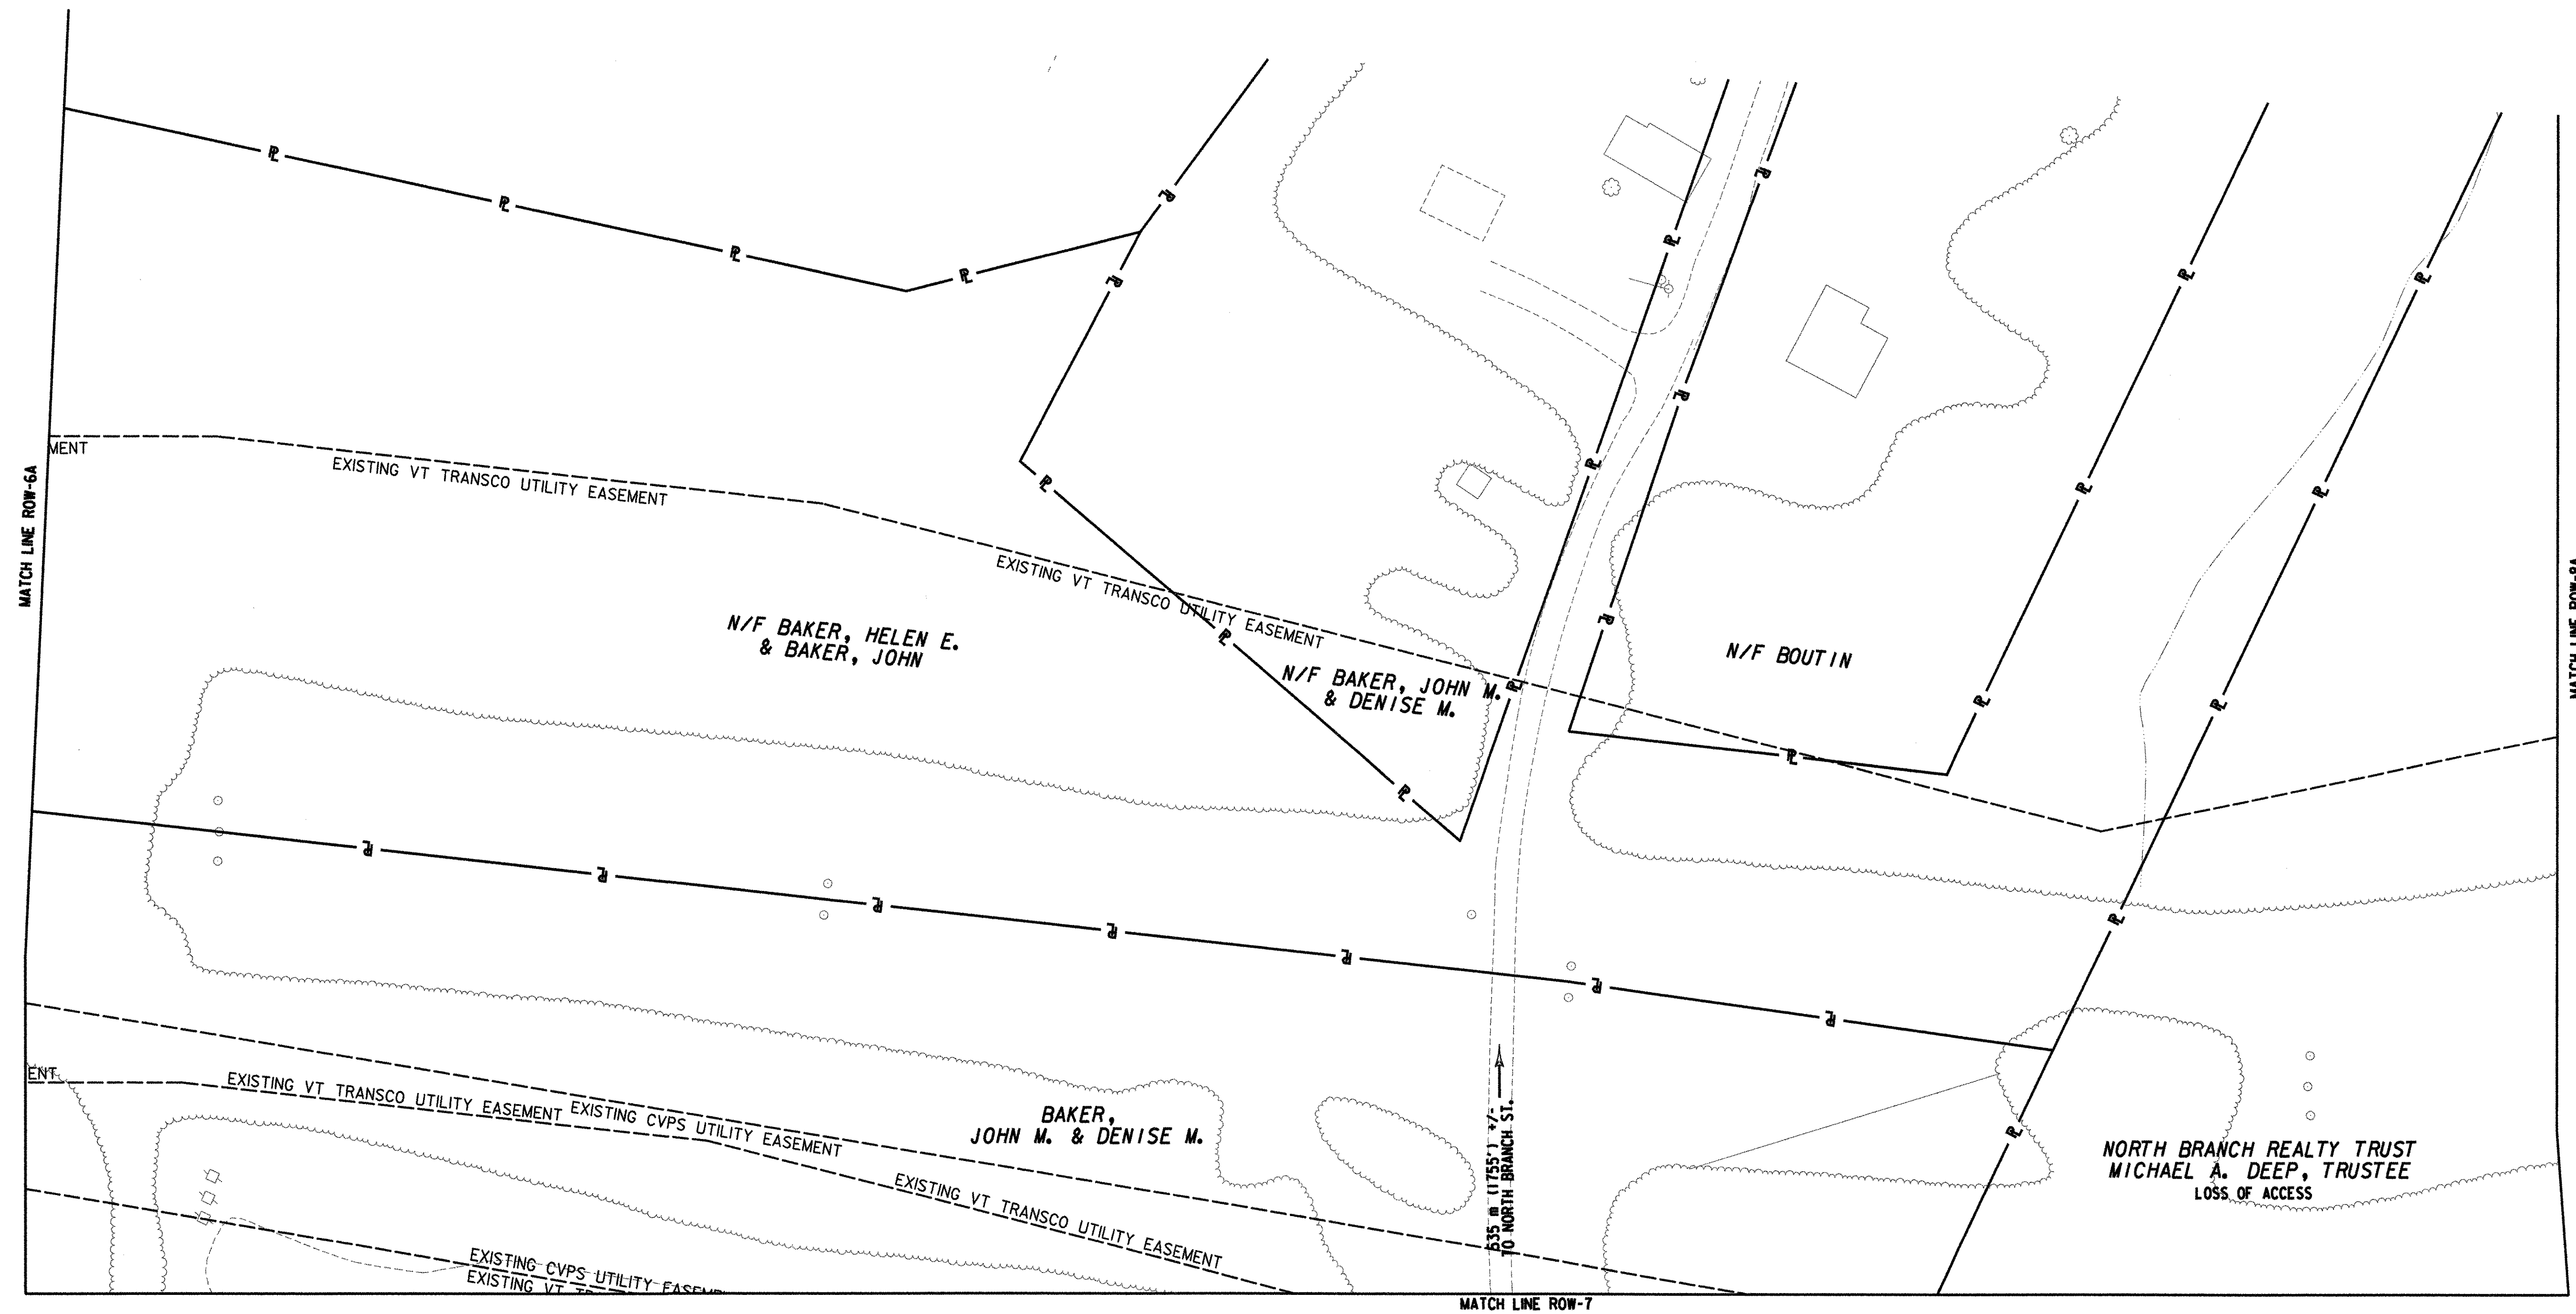 MENT
MATCH LINE ROW-6A
EXISTING VT TRANSCO UTILITY EASEMENT
EXISTING VT TRANSCO UTILITY EASEMENT
N/F BAKER, HELEN E.
& BAKER, JOHN
N/F BAKER, JOHN M.
& DENISE M.
N/F BOUTIN
ENT
EXISTING VT TRANSCO UTILITY EASEMENT
EXISTING CVPS UTILITY EASEMENT
BAKER,
JOHN M. & DENISE M.
535 m (1755') +/-
TO NORTH BRANCH ST.
NORTH BRANCH REALTY TRUST
MICHAEL A. DEEP, TRUSTEE
LOSS OF ACCESS
EXISTING VT TRANSCO UTILITY EASEMENT
EXISTING CVPS UTILITY EASEM
EXISTING VT
MATCH LINE ROW-7